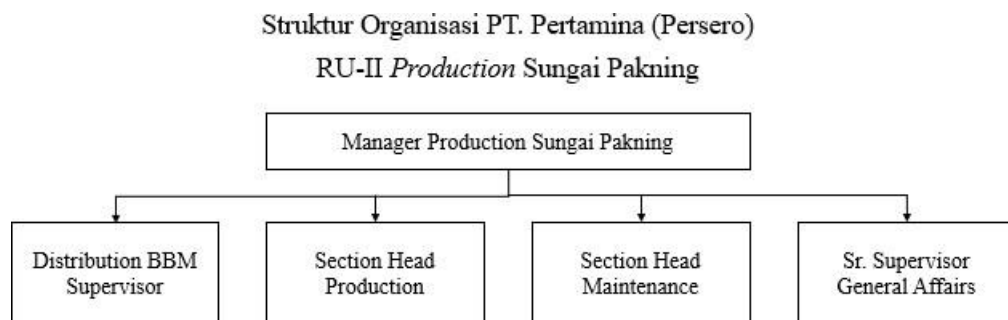 Struktur Organisasi PT. Pertamina (Persero)
RU-II Production Sungai Pakning
Manager Production Sungai Pakning
Distribution BBM
Supervisor
Section Head
Production
Section Head
Maintenance
Sr. Supervisor
General Affairs